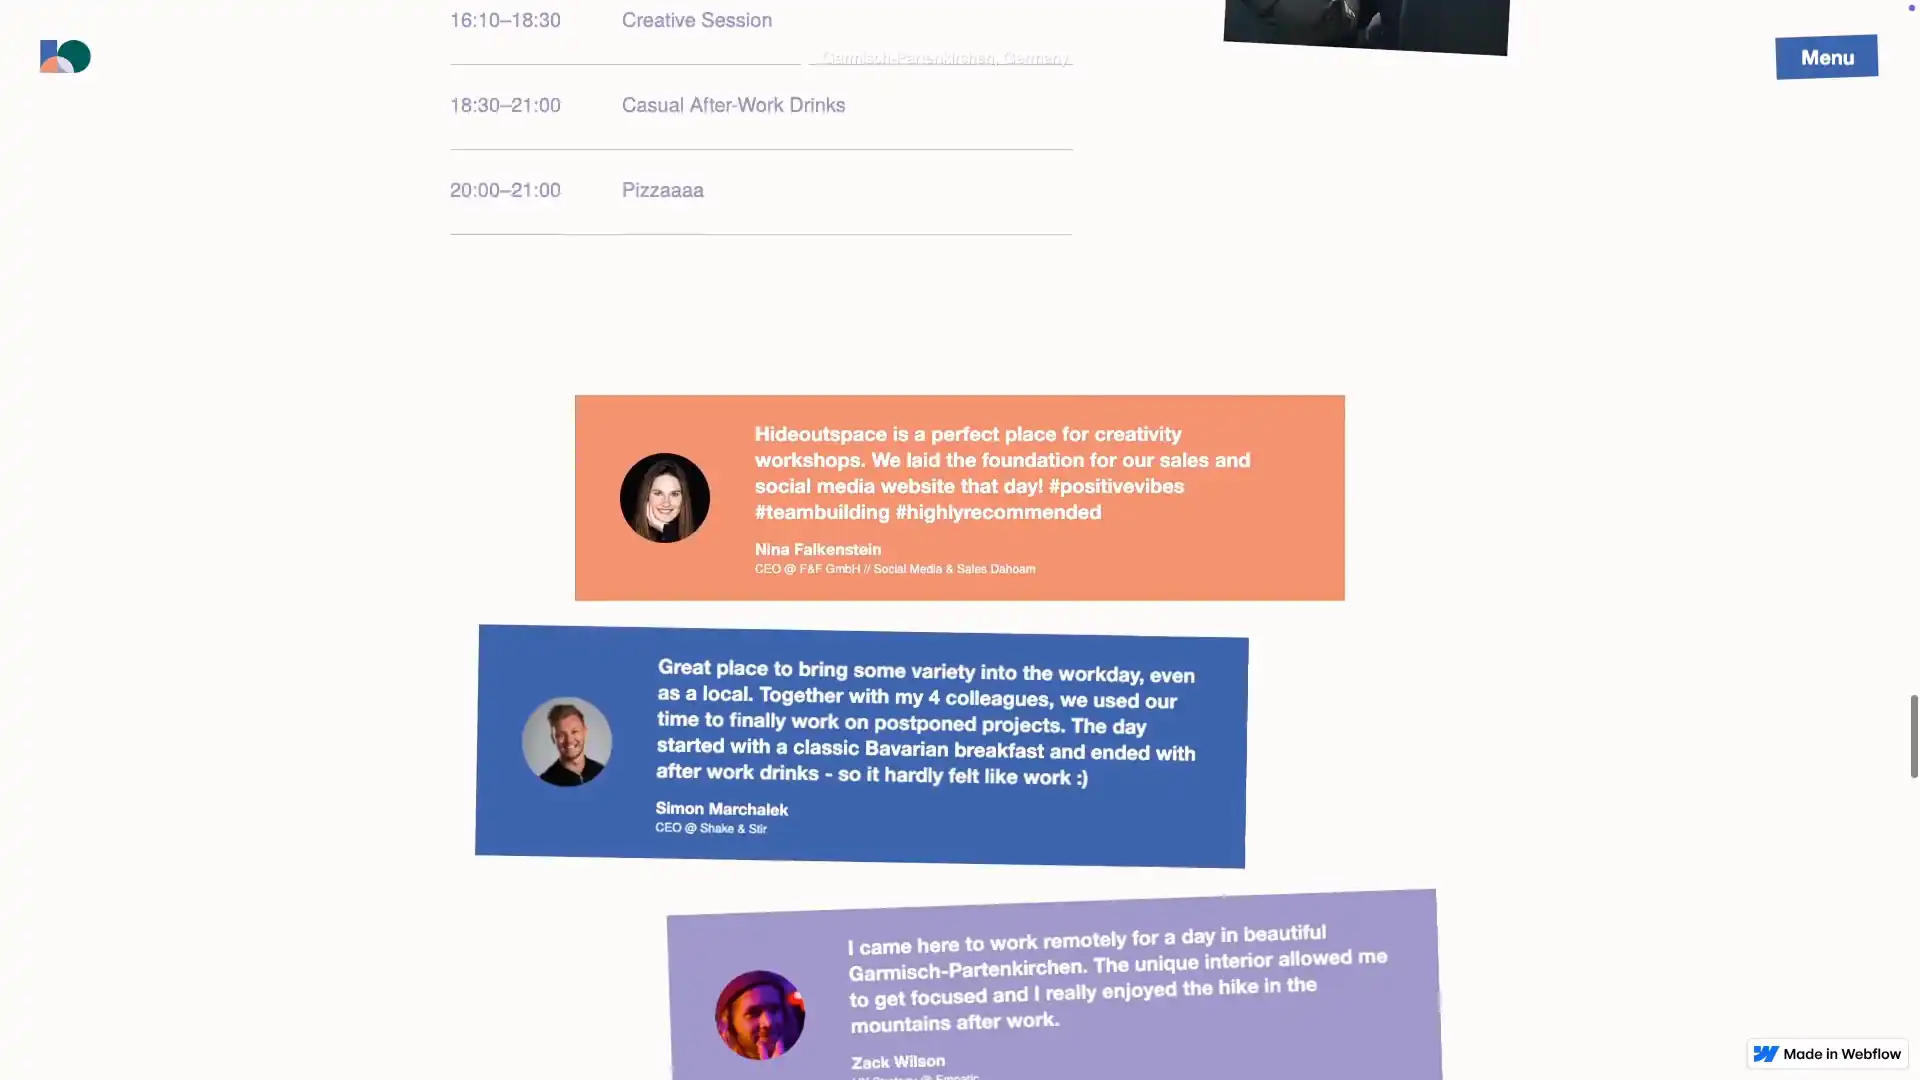 16:10–18:30 Creative Session
Garmisch-Partenkirchen, Germany
Menu
18:30–21:00 Casual After-Work Drinks
20:00–21:00 Pizzaaaa
Hideoutspace is a perfect place for creativity
workshops. We laid the foundation for our sales and
social media website that day! #positivevibes
#teambuilding #highlyrecommended
Nina Falkenstein
CEO @ F&F GmbH // Social Media & Sales Dahoam
Great place to bring some variety into the workday, even
as a local. Together with my 4 colleagues, we used our
time to finally work on postponed projects. The day
started with a classic Bavarian breakfast and ended with
after work drinks - so it hardly felt like work :)
Simon Marchalek
CEO @ Shake & Stir
I came here to work remotely for a day in beautiful
Garmisch-Partenkirchen. The unique interior allowed me
to get focused and I really enjoyed the hike in the
mountains after work.
Zack Wilson
Made in Webflow